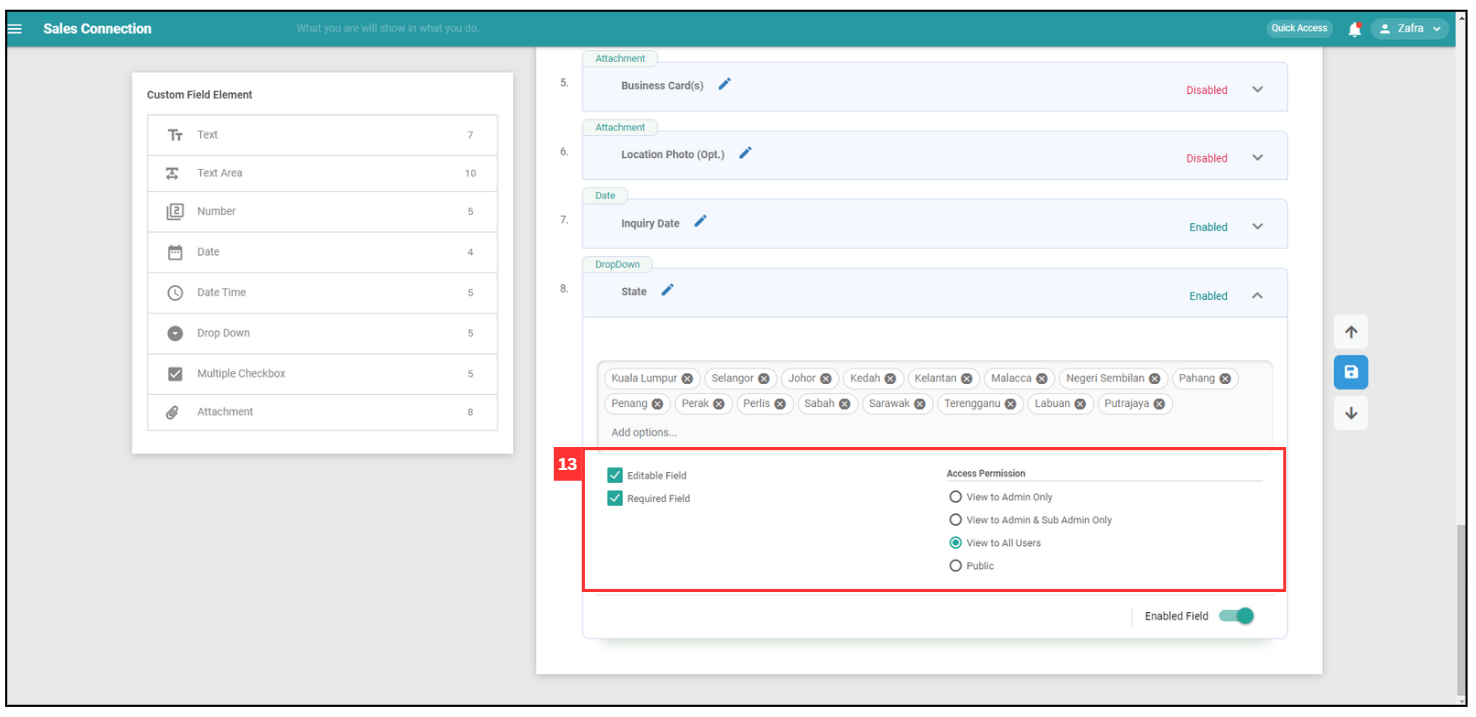 Sales Connection What you are will show in what you do. Quick Access Zafra
Custom Field Element
Text 7
Text Area 10
Number 5
Date 4
Date Time 5
Drop Down 5
Multiple Checkbox 5
Attachment 8
Attachment
5. Business Card(s) Disabled
Attachment
6. Location Photo (Opt.) Disabled
Date
7. Inquiry Date Enabled
DropDown
8. State Enabled
Kuala Lumpur Selangor Johor Kedah Kelantan Malacca Negeri Sembilan Pahang
Penang Perak Perlis Sabah Sarawak Terengganu Labuan Putrajaya
Add options...
13
Editable Field
Required Field
Access Permission
View to Admin Only
View to Admin & Sub Admin Only
View to All Users
Public
Enabled Field